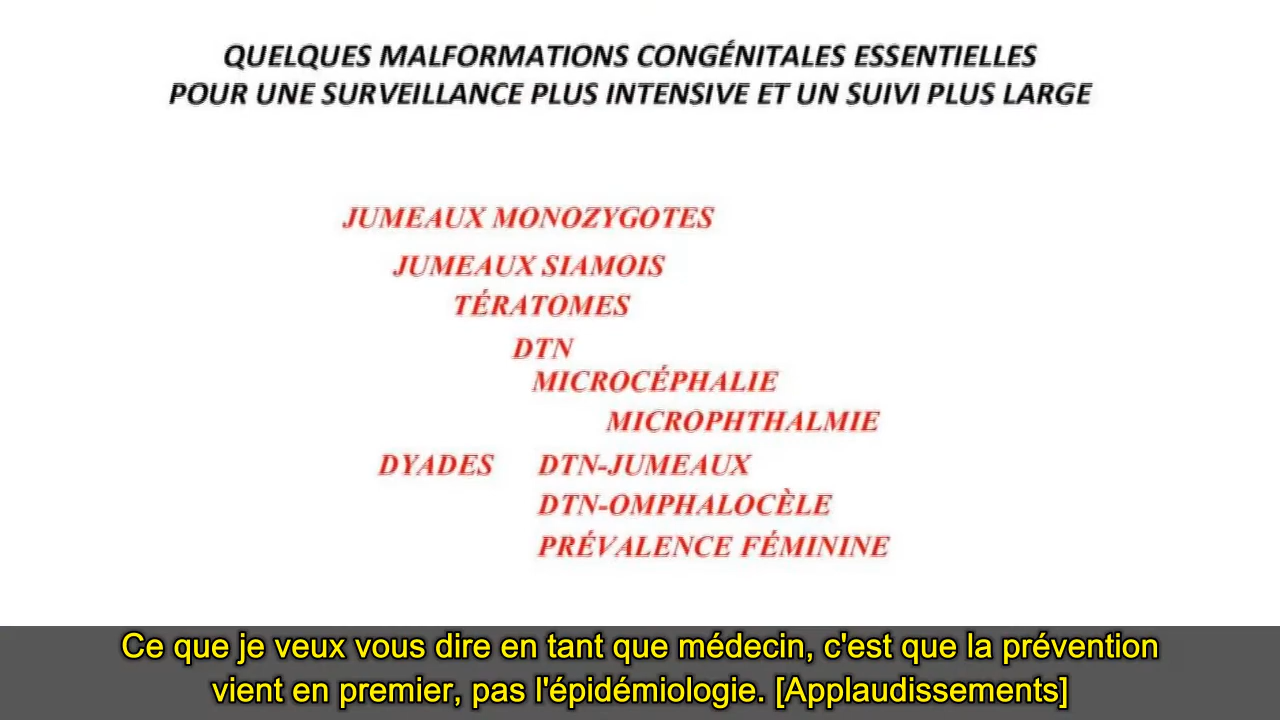 QUELQUES MALFORMATIONS CONGÉNITALES ESSENTIELLES
POUR UNE SURVEILLANCE PLUS INTENSIVE ET UN SUIVI PLUS LARGE
JUMEAUX MONOZYGOTES
JUMEAUX SIAMOIS
TÉRATOMES
DTN
MICROCÉPHALIE
MICROPHTHALMIE
DYADES DTN-JUMEAUX
DTN-OMPHALOCÈLE
PRÉVALENCE FÉMININE
Ce que je veux vous dire en tant que médecin, c'est que la prévention
vient en premier, pas l'épidémiologie. [Applaudissements]